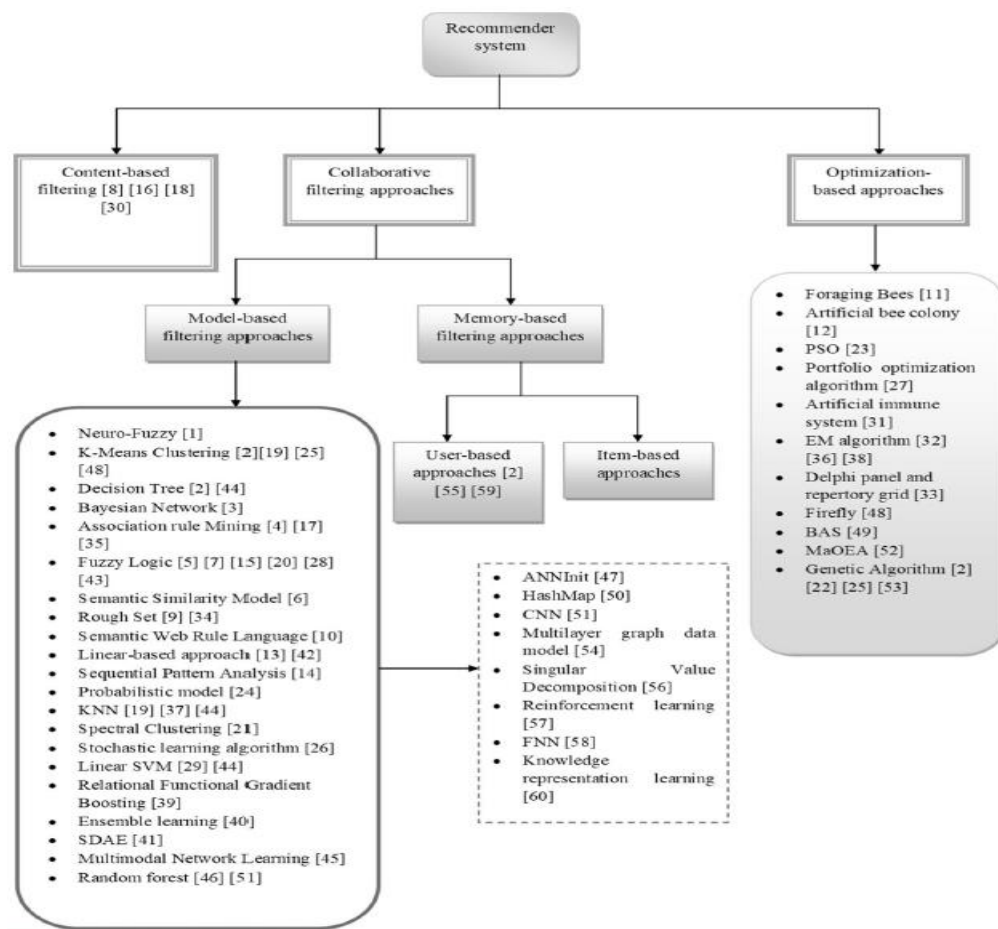 Recommender
system
Content-based
filtering [8] [16] [18]
[30]
Collaborative
filtering approaches
Optimization-
based approaches
Model-based
filtering approaches
Memory-based
filtering approaches
User-based
approaches [2]
[55] [59]
Item-based
approaches
• Neuro-Fuzzy [1]
• K-Means Clustering [2][19] [25]
[48]
• Decision Tree [2] [44]
• Bayesian Network [3]
• Association rule Mining [4] [17]
[35]
• Fuzzy Logic [5] [7] [15] [20] [28]
[43]
• Semantic Similarity Model [6]
• Rough Set [9] [34]
• Semantic Web Rule Language [10]
• Linear-based approach [13] [42]
• Sequential Pattern Analysis [14]
• Probabilistic model [24]
• KNN [19] [37] [44]
• Spectral Clustering [21]
• Stochastic learning algorithm [26]
• Linear SVM [29] [44]
• Relational Functional Gradient
Boosting [39]
• Ensemble learning [40]
• SDAE [41]
• Multimodal Network Learning [45]
• Random forest [46] [51]
• ANNInit [47]
• HashMap [50]
• CNN [51]
• Multilayer graph data
model [54]
• Singular Value
Decomposition [56]
• Reinforcement learning
[57]
• FNN [58]
• Knowledge
representation learning
[60]
• Foraging Bees [11]
• Artificial bee colony
[12]
• PSO [23]
• Portfolio optimization
algorithm [27]
• Artificial immune
system [31]
• EM algorithm [32]
[36] [38]
• Delphi panel and
repertory grid [33]
• Firefly [48]
• BAS [49]
• MaOEA [52]
• Genetic Algorithm [2]
[22] [25] [53]